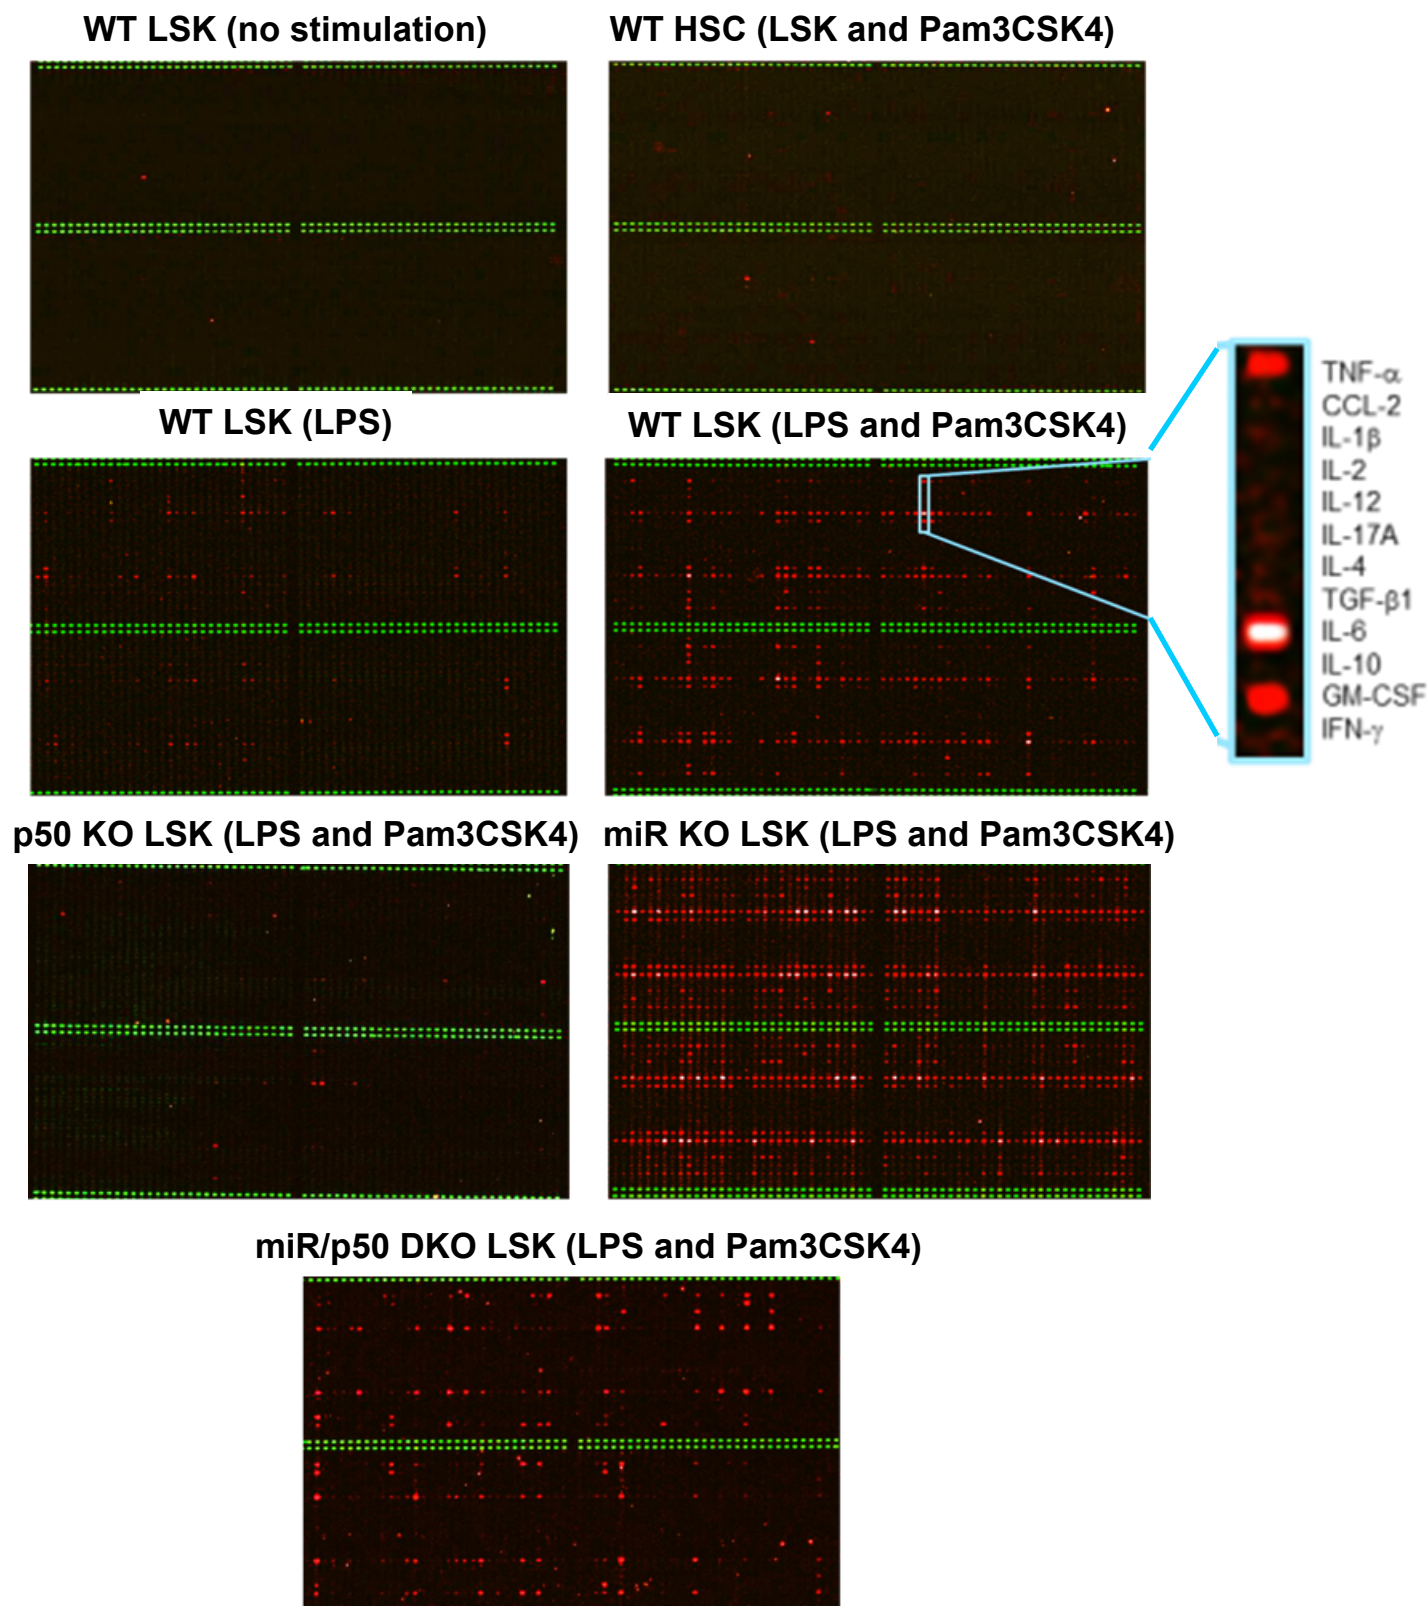 WT LSK (no stimulation)
WT HSC (LSK and Pam3CSK4)
WT LSK (LPS)
WT LSK (LPS and Pam3CSK4)
TNF-α
CCL-2
IL-1β
IL-2
IL-12
IL-17A
IL-4
TGF-β1
IL-6
IL-10
GM-CSF
IFN-γ
p50 KO LSK (LPS and Pam3CSK4)
miR KO LSK (LPS and Pam3CSK4)
miR/p50 DKO LSK (LPS and Pam3CSK4)